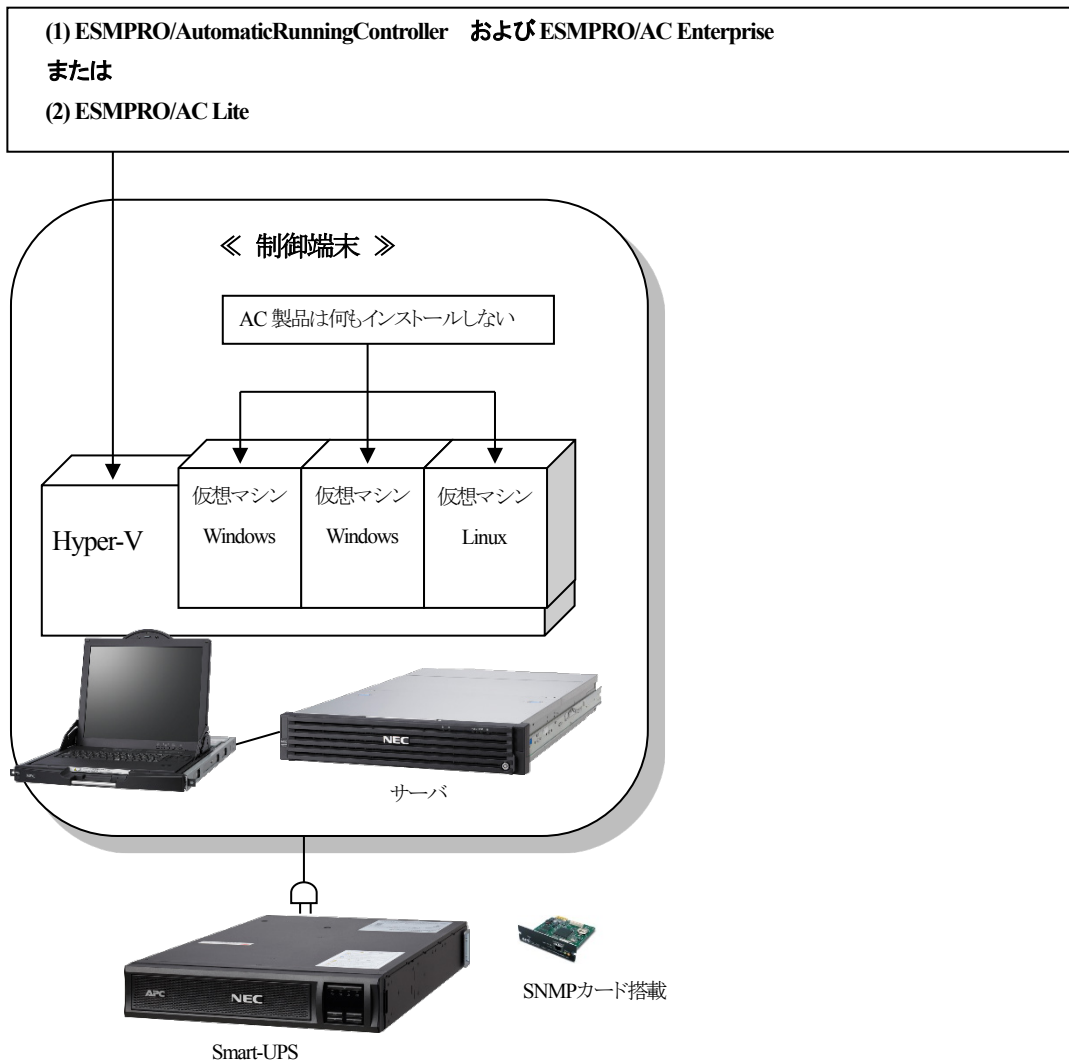 (1) ESMPRO/AutomaticRunningController および ESMPRO/AC Enterprise
または
(2) ESMPRO/AC Lite
≪ 制御端末 ≫
AC 製品は何もインストールしない
仮想マシン
Windows
仮想マシン
Windows
仮想マシン
Linux
Hyper-V
NEC
サーバ
APC
NEC
SNMPカード搭載
Smart-UPS